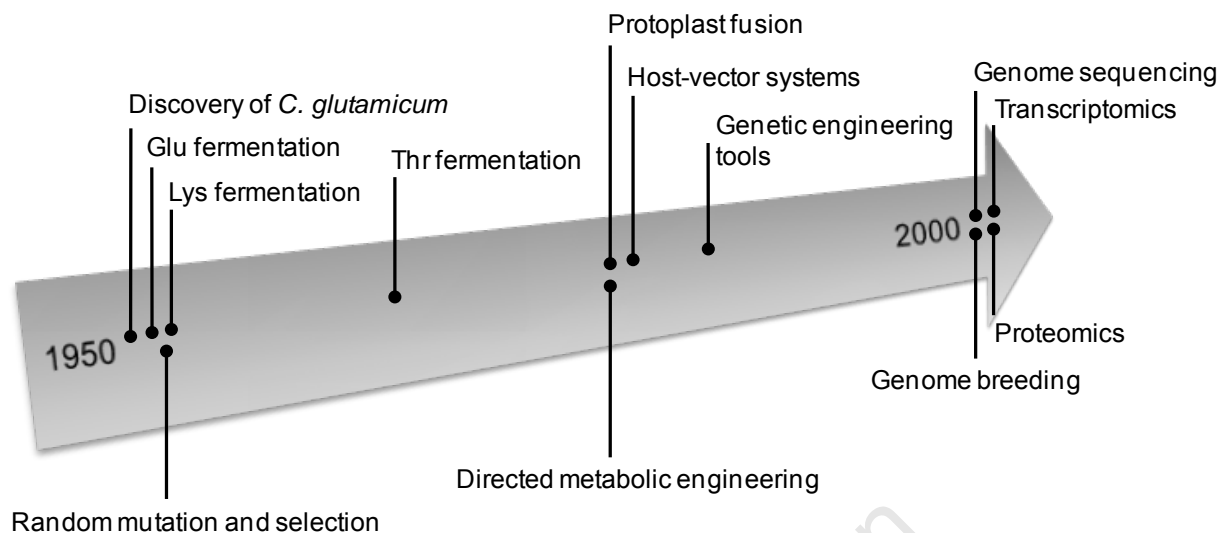 Protoplast fusion
Host-vector systems
Genome sequencing
Transcriptomics
Discovery of C. glutamicum
Glu fermentation
Lys fermentation
Thr fermentation
Genetic engineering
tools
2000
1950
Proteomics
Genome breeding
Directed metabolic engineering
Random mutation and selection